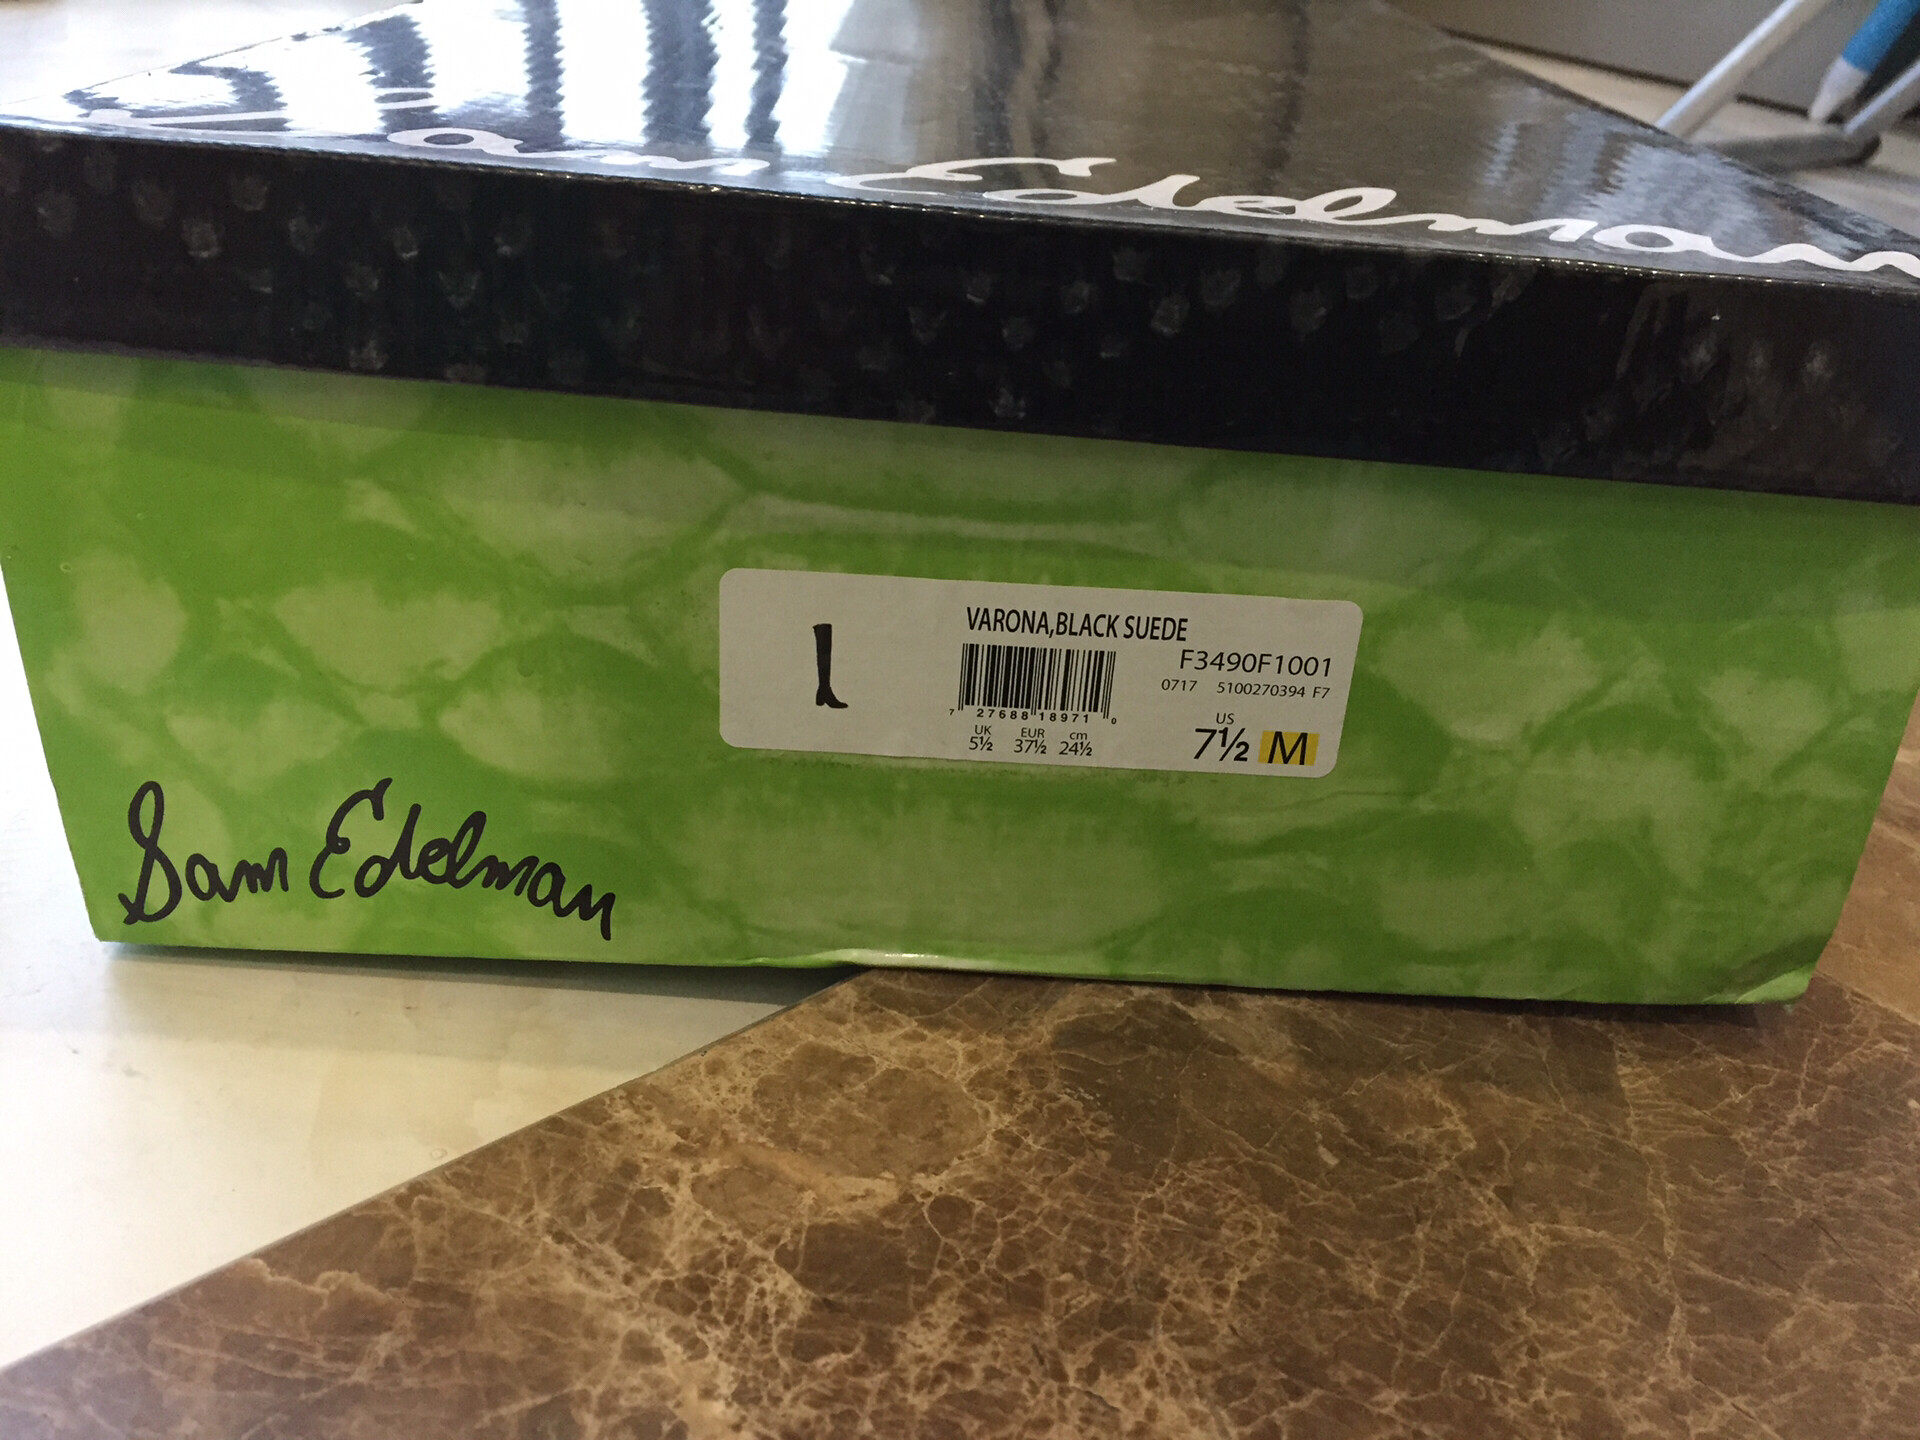 Sam Edelman
VARONA,BLACK SUEDE
F3490F1001
0717 5100270394 F7
7 27688 18971 0
UK EUR cm US
5½ 37½ 24½ 7½ M
Sam Edelman